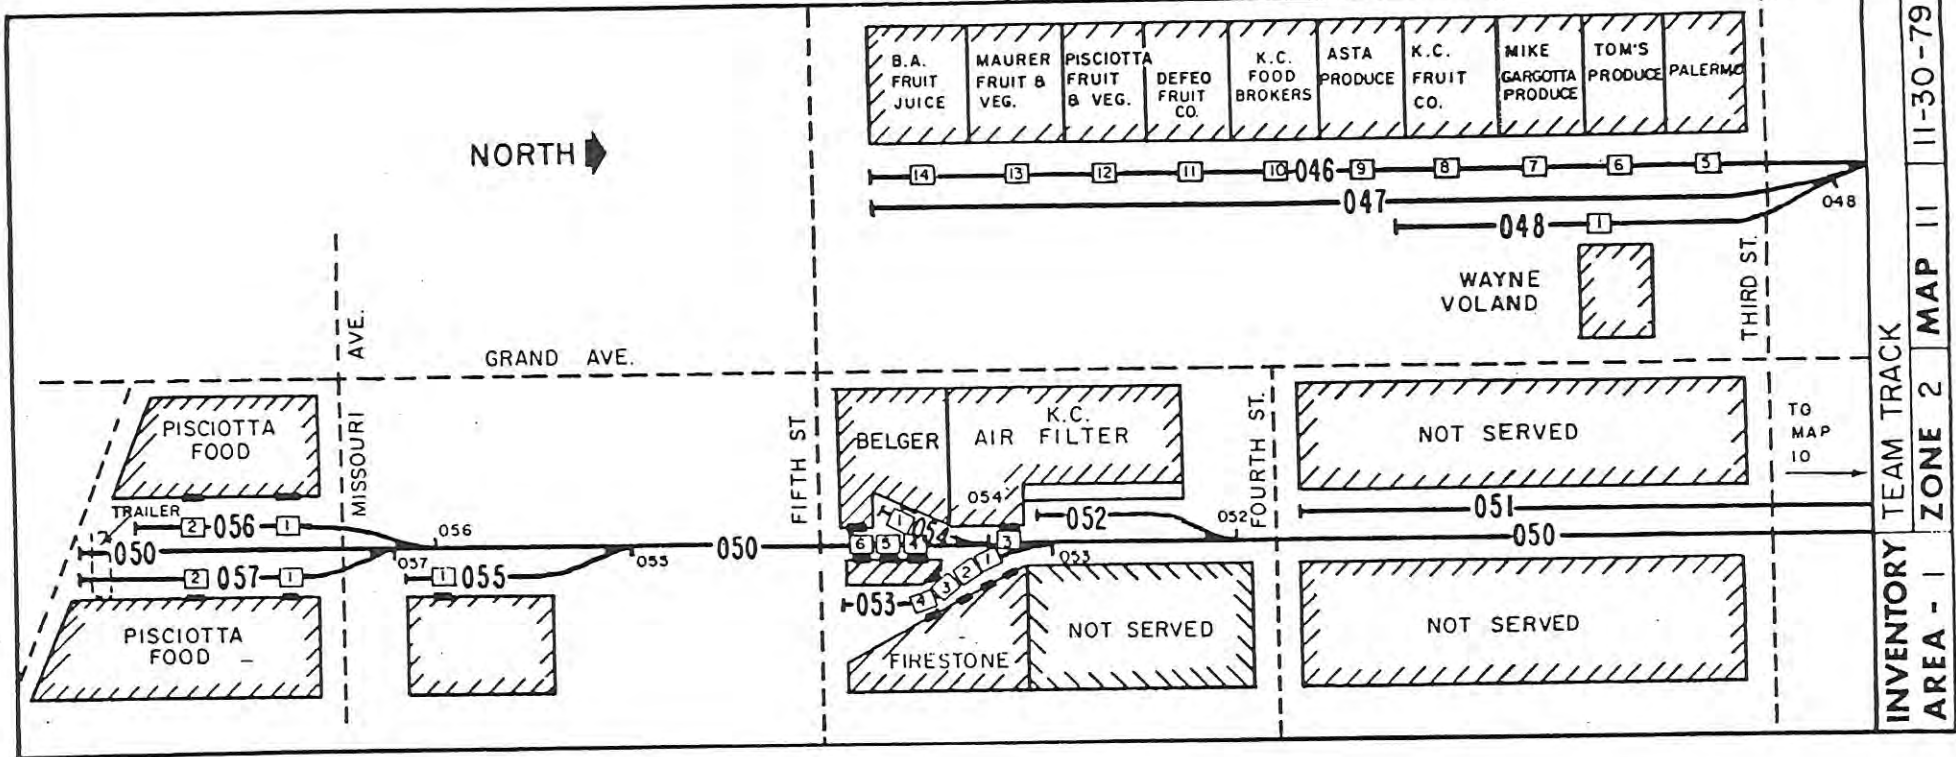 B.A.
FRUIT
JUICE
MAURER
FRUIT &
VEG.
PISCIOTTA
FRUIT
& VEG.
DEFEO
FRUIT
CO.
K.C.
FOOD
BROKERS
ASTA
PRODUCE
K.C.
FRUIT
CO.
MIKE
GARGOTTA
PRODUCE
TOM'S
PRODUCE
PALERMO
NORTH
14 13 12 11 10 046 9 8 7 6 5
047
048
048 1
WAYNE
VOLAND
THIRD ST.
GRAND AVE.
MISSOURI AVE.
FIFTH ST
FOURTH ST.
PISCIOTTA
FOOD
BELGER
K.C.
AIR FILTER
NOT SERVED
TO
MAP
10
TRAILER
2 056 1
056
050
057
2 057 1
1 055
055
050
6 5 4
1 054
054
3
052
052
051
050
053
053
4 3 2 1
PISCIOTTA
FOOD
FIRESTONE
NOT SERVED
NOT SERVED
INVENTORY TEAM TRACK
AREA - 1 ZONE 2 MAP 11 11-30-79